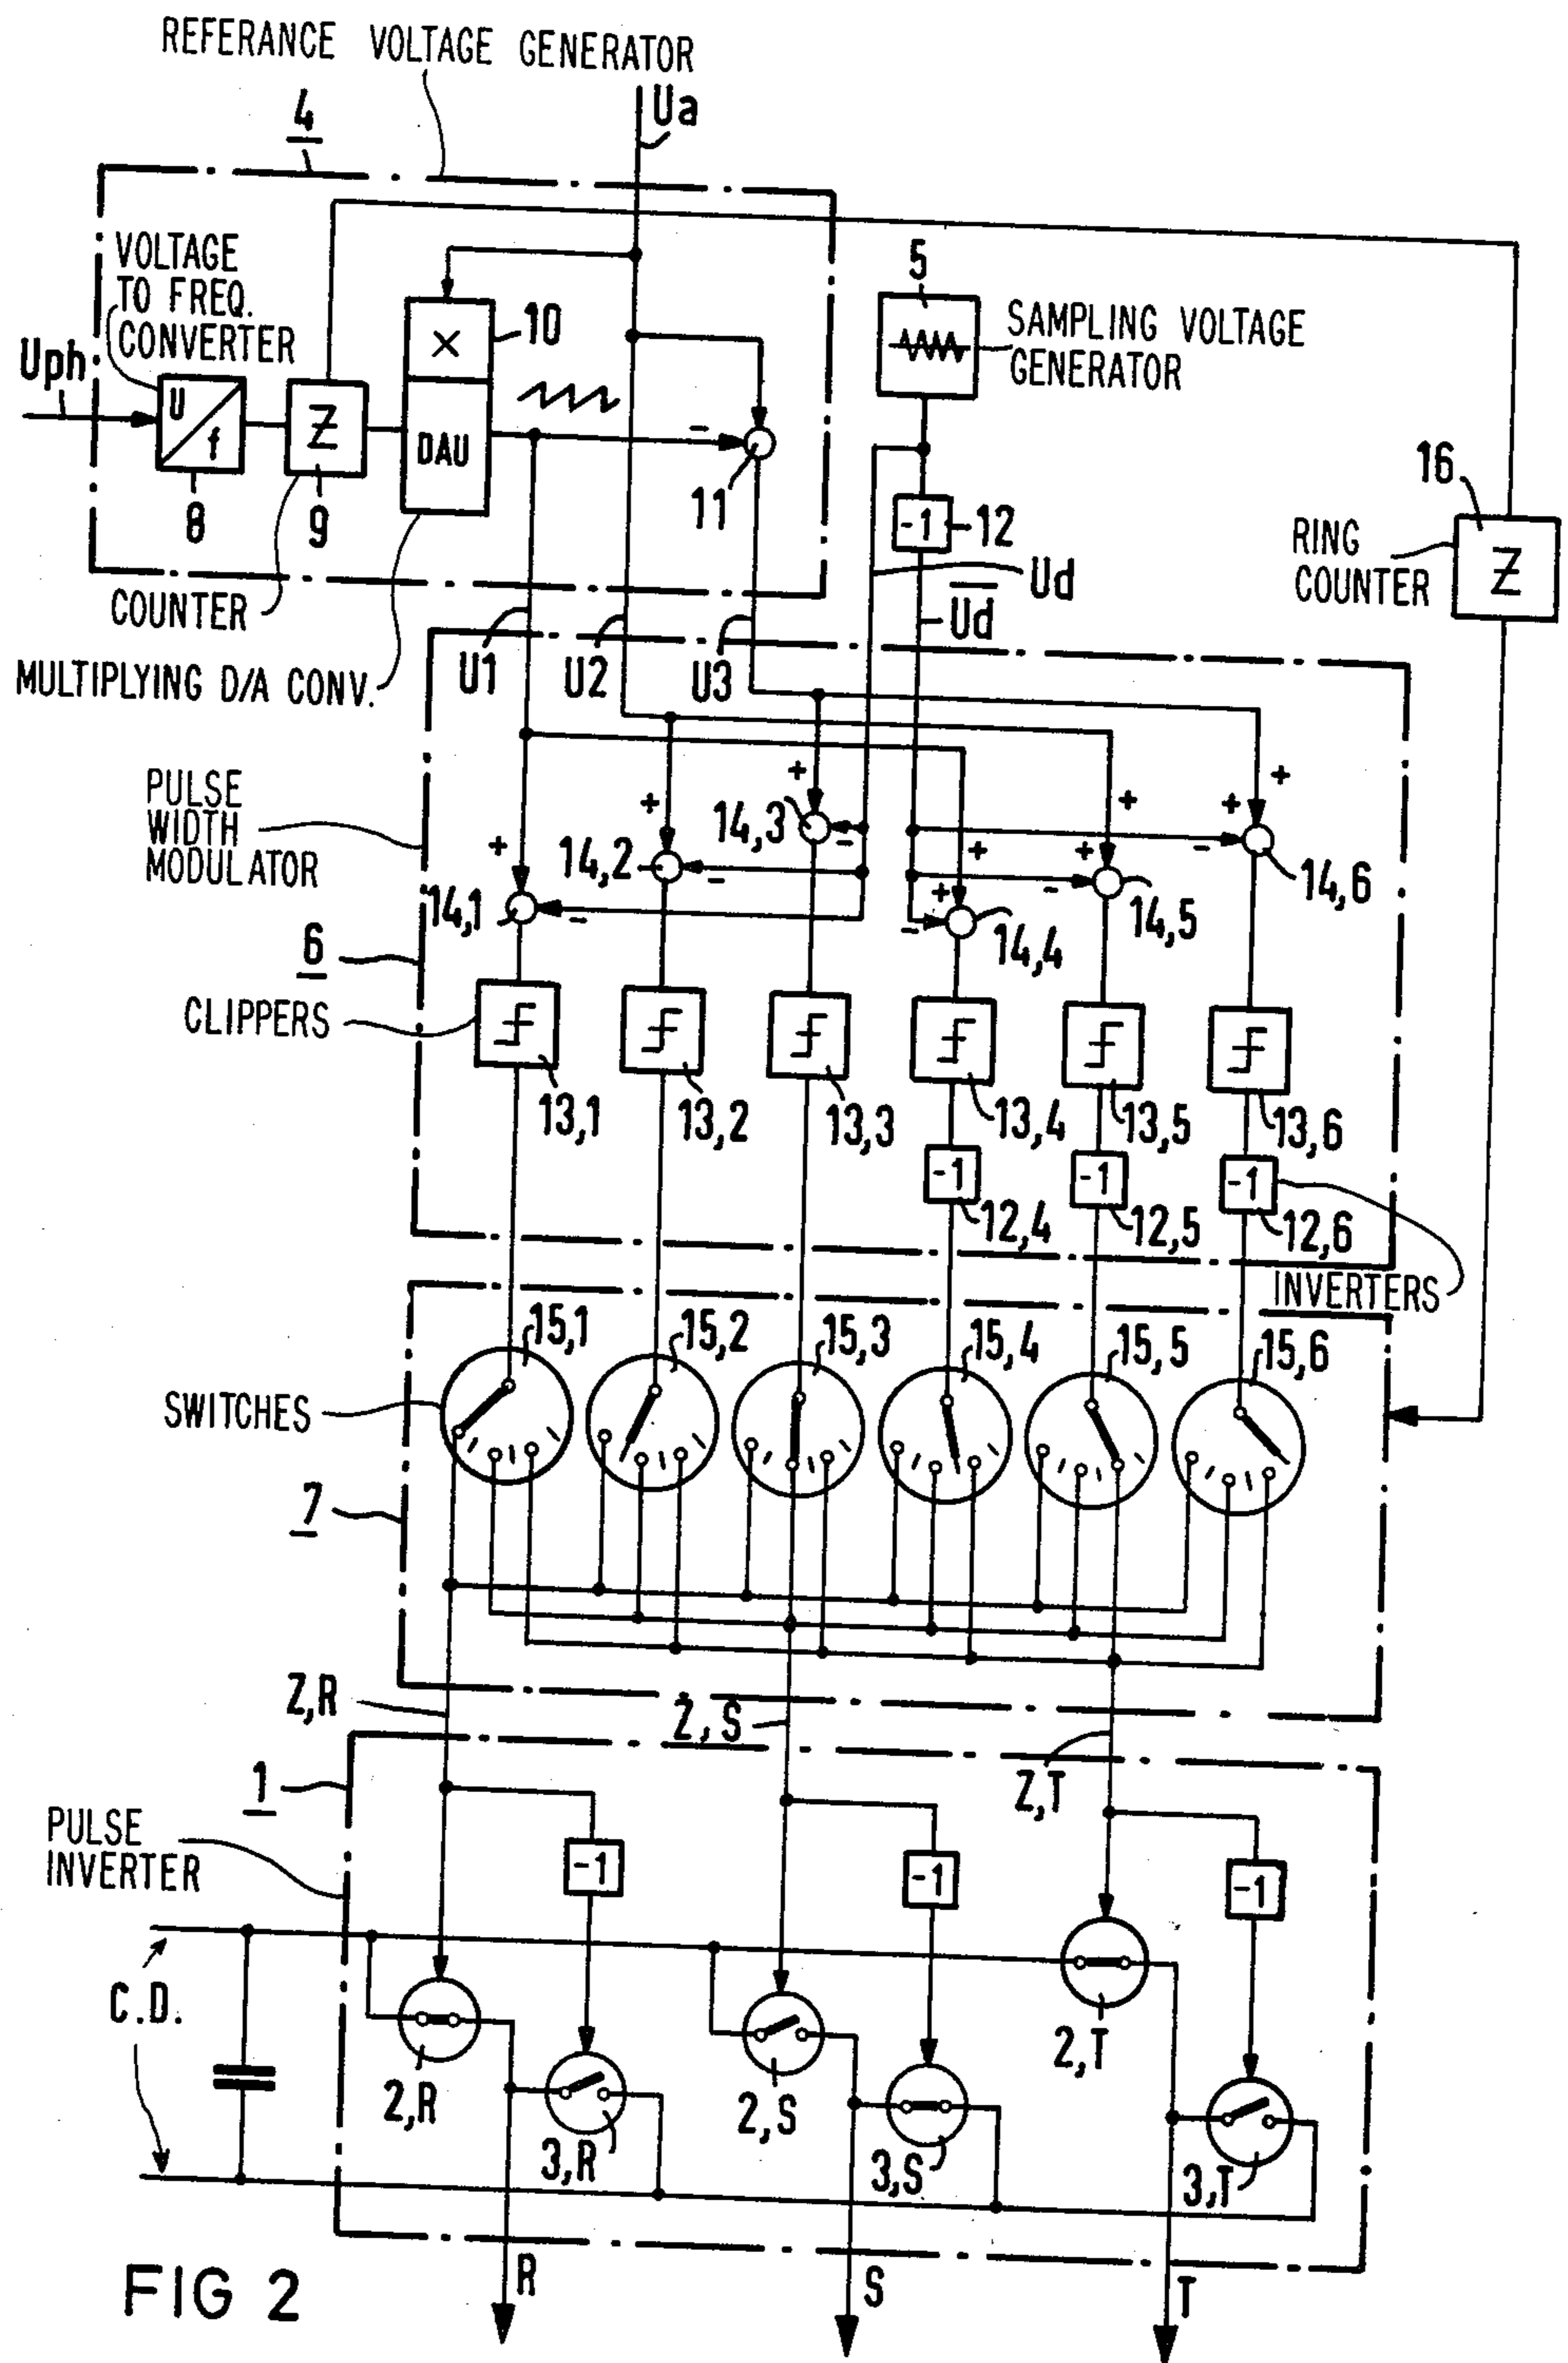 REFERANCE VOLTAGE GENERATOR
4
Ua
VOLTAGE
TO FREQ.
CONVERTER
Uph
U
f
8
Z
9
X
10
DAU
-
11
5
SAMPLING VOLTAGE
GENERATOR
-1
12
Ud
Ud
16
RING
COUNTER
Z
COUNTER
MULTIPLYING D/A CONV.
U1
U2
U3
PULSE
WIDTH
MODULATOR
6
+
-
14,1
+
-
14,2
+
-
14,3
+
+
-
14,4
+
+
-
14,5
+
+
-
14,6
CLIPPERS
13,1
13,2
13,3
13,4
13,5
13,6
-1
12,4
-1
12,5
-1
12,6
INVERTERS
15,1
15,2
15,3
15,4
15,5
15,6
SWITCHES
7
Z,R
Z,S
Z,T
1
PULSE
INVERTER
-1
-1
-1
C.D.
2,R
3,R
2,S
3,S
2,T
3,T
R
S
T
FIG 2